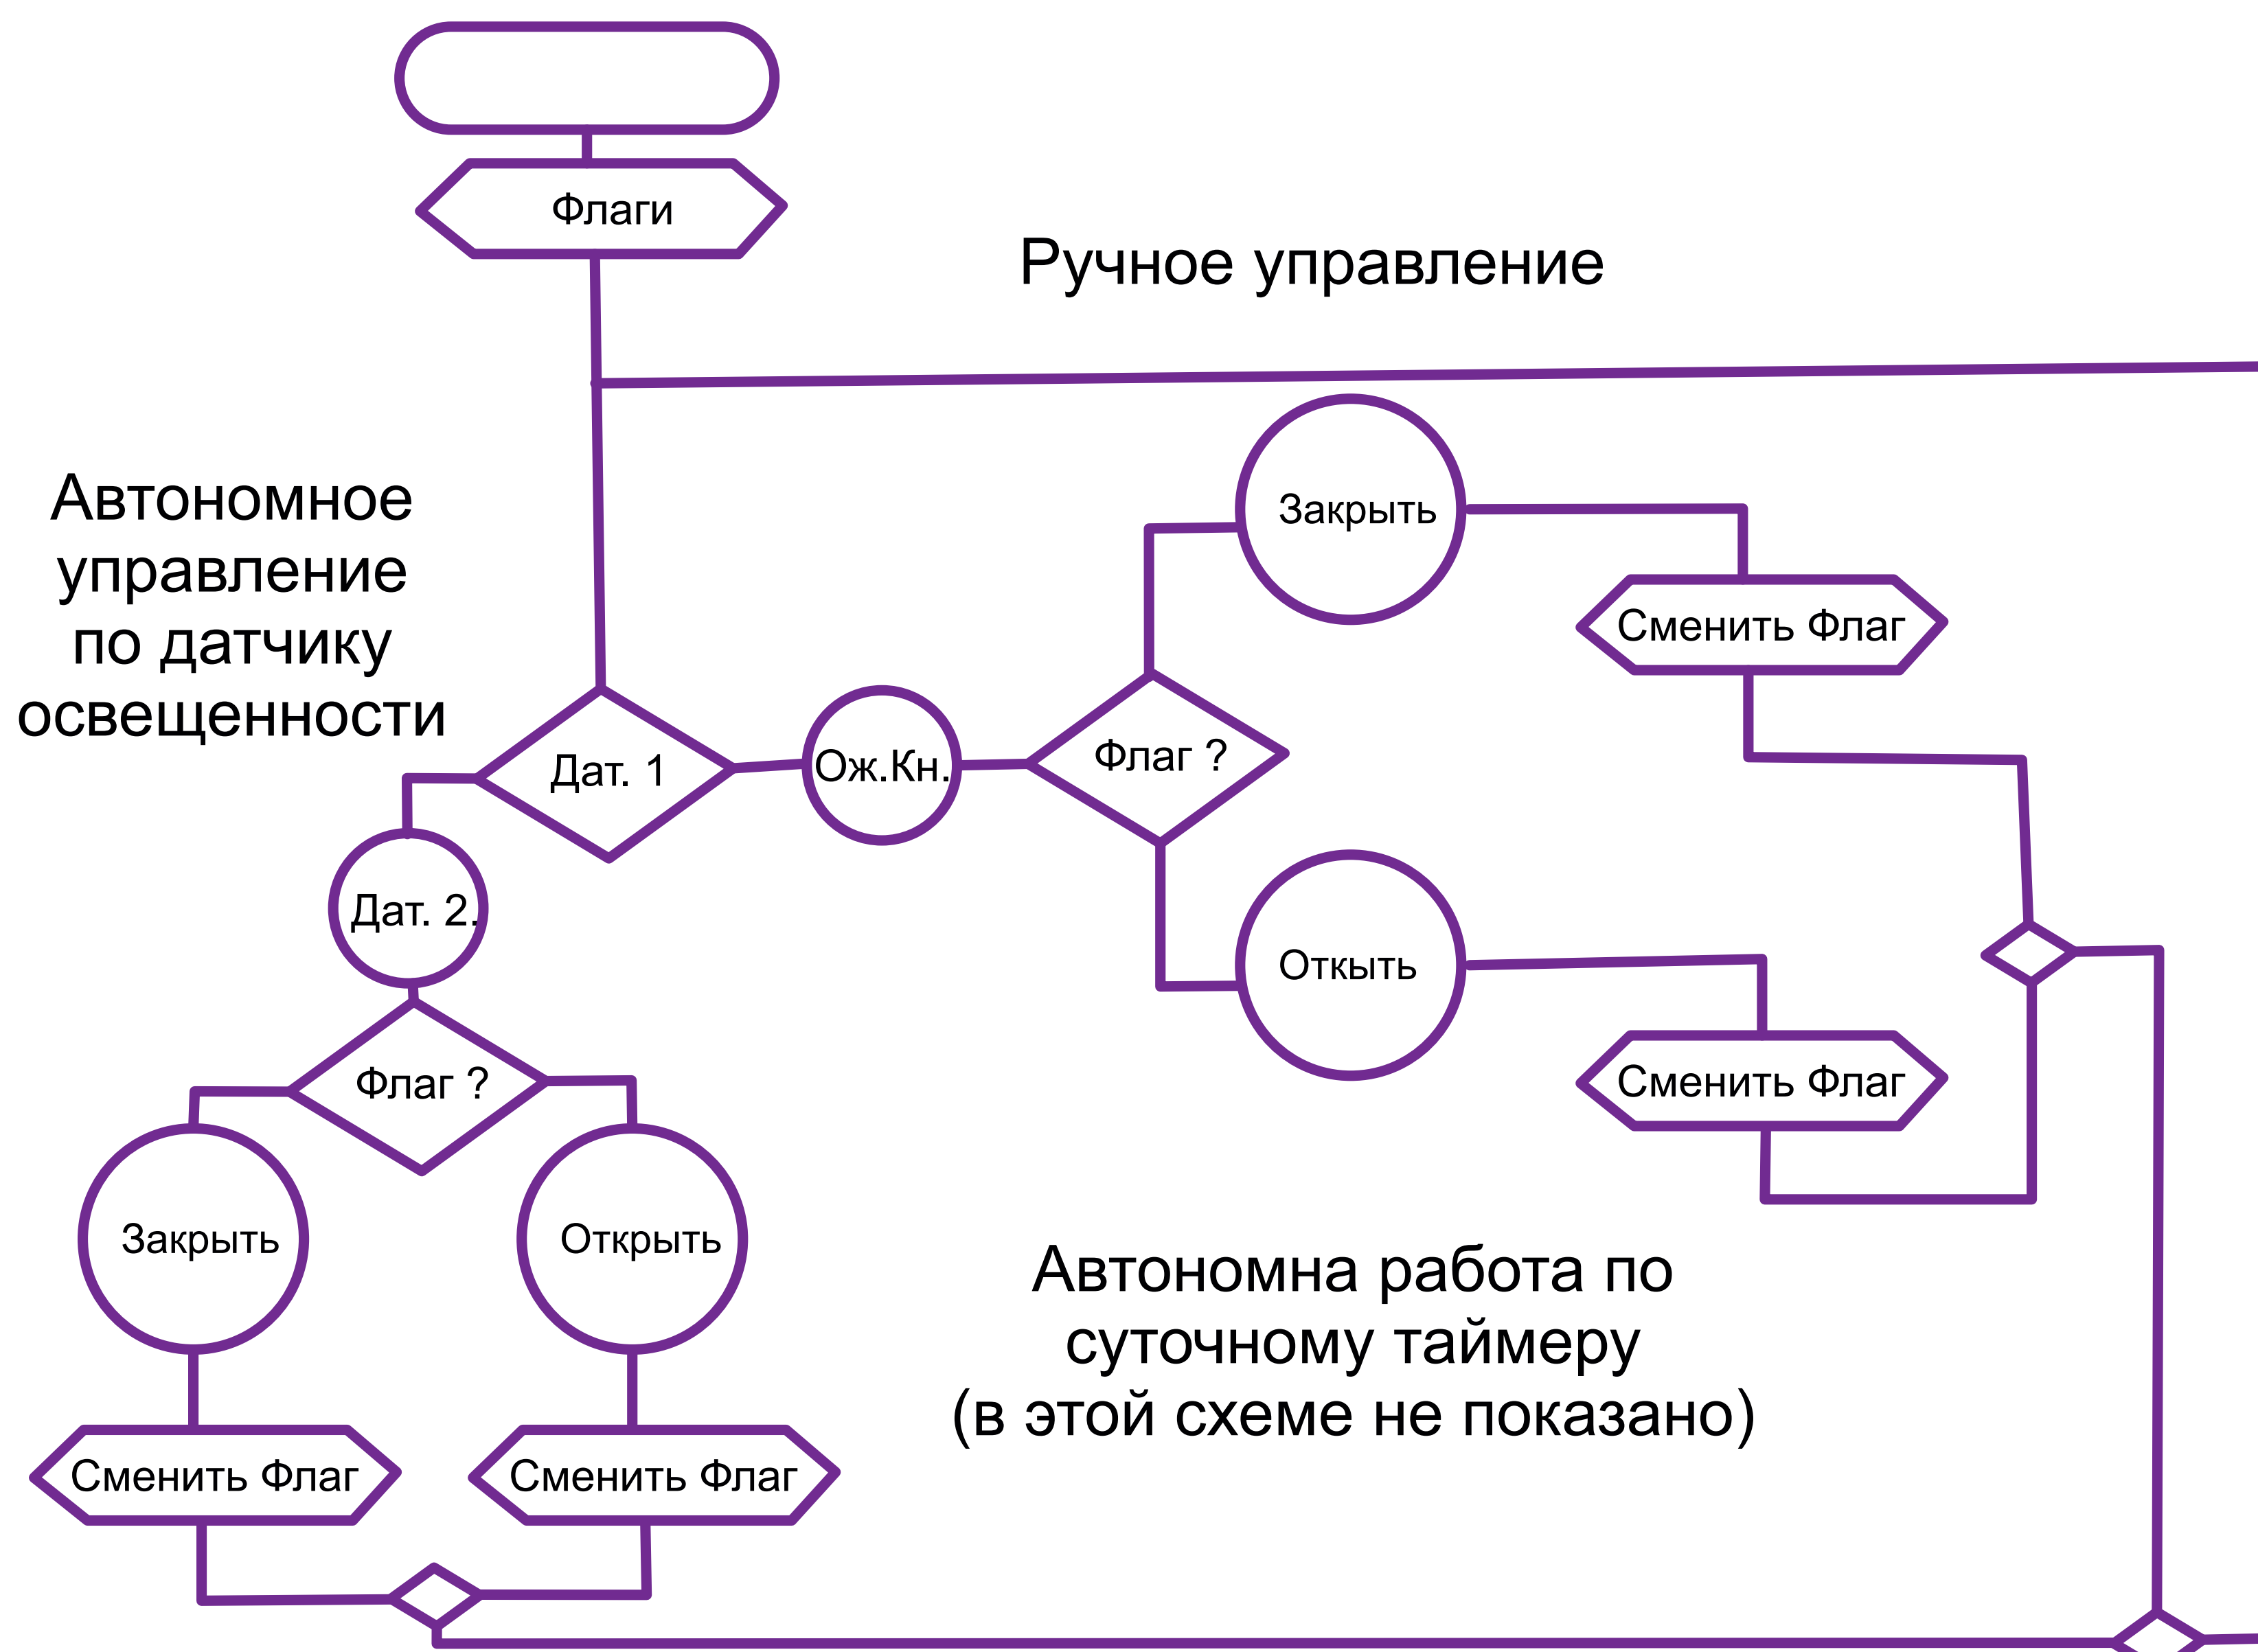 Флаги
Ручное управление
Автономное
управление
по датчику
освещенности
Закрыть
Сменить Флаг
Дат. 1
Ож.Кн.
Флаг ?
Дат. 2.
Откыть
Флаг ?
Сменить Флаг
Закрыть
Открыть
Автономна работа по
суточному таймеру
(в этой схеме не показано)
Сменить Флаг
Сменить Флаг